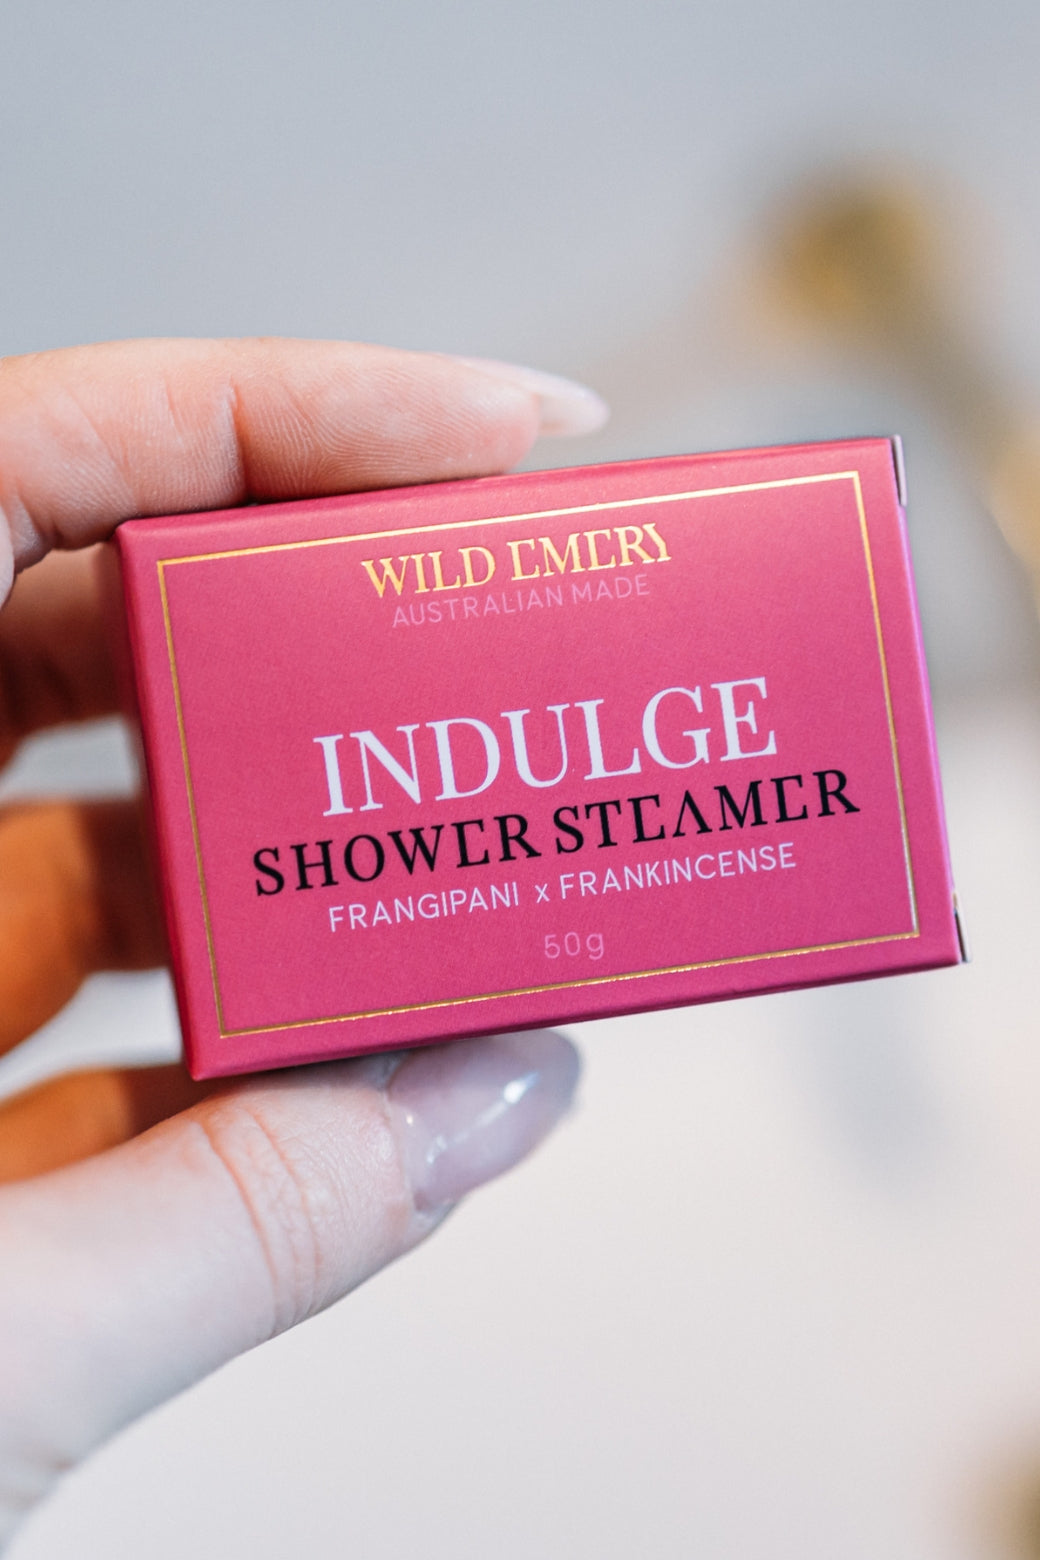 WILD EMERY
AUSTRALIAN MADE
INDULGE
SHOWER STEAMER
FRANGIPANI x FRANKINCENSE
50g